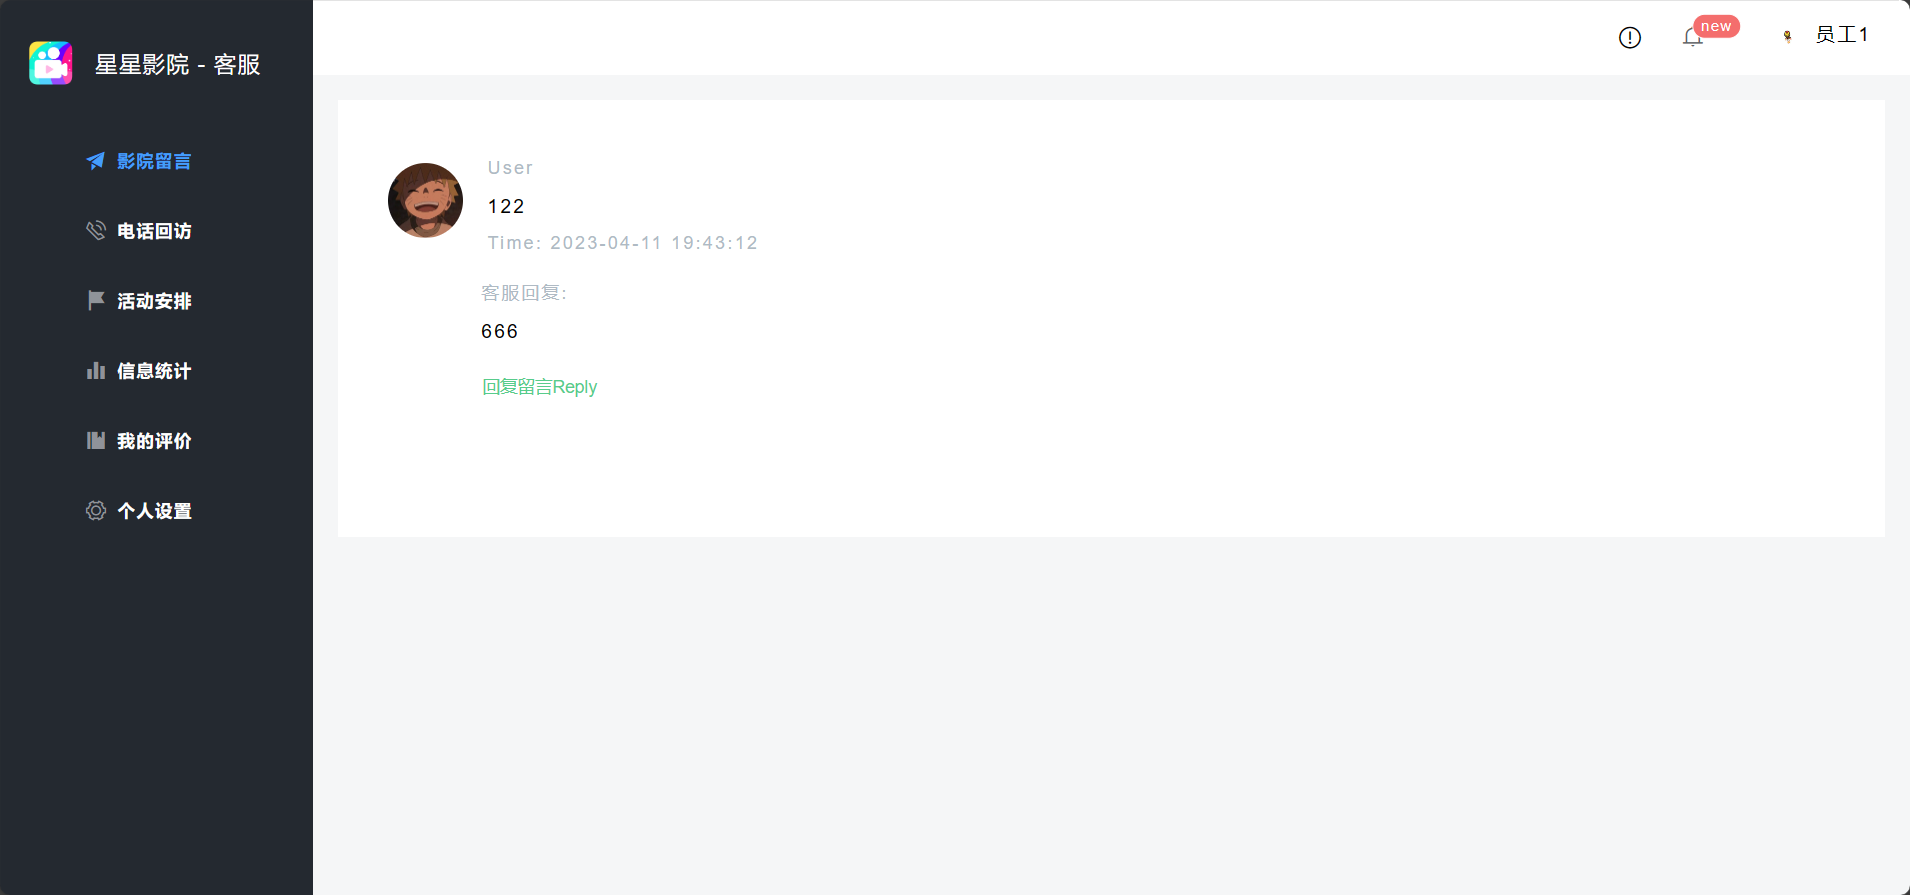 星星影院 - 客服
影院留言
电话回访
活动安排
信息统计
我的评价
个人设置
new
员工1
User
122
Time: 2023-04-11 19:43:12
客服回复:
666
回复留言Reply